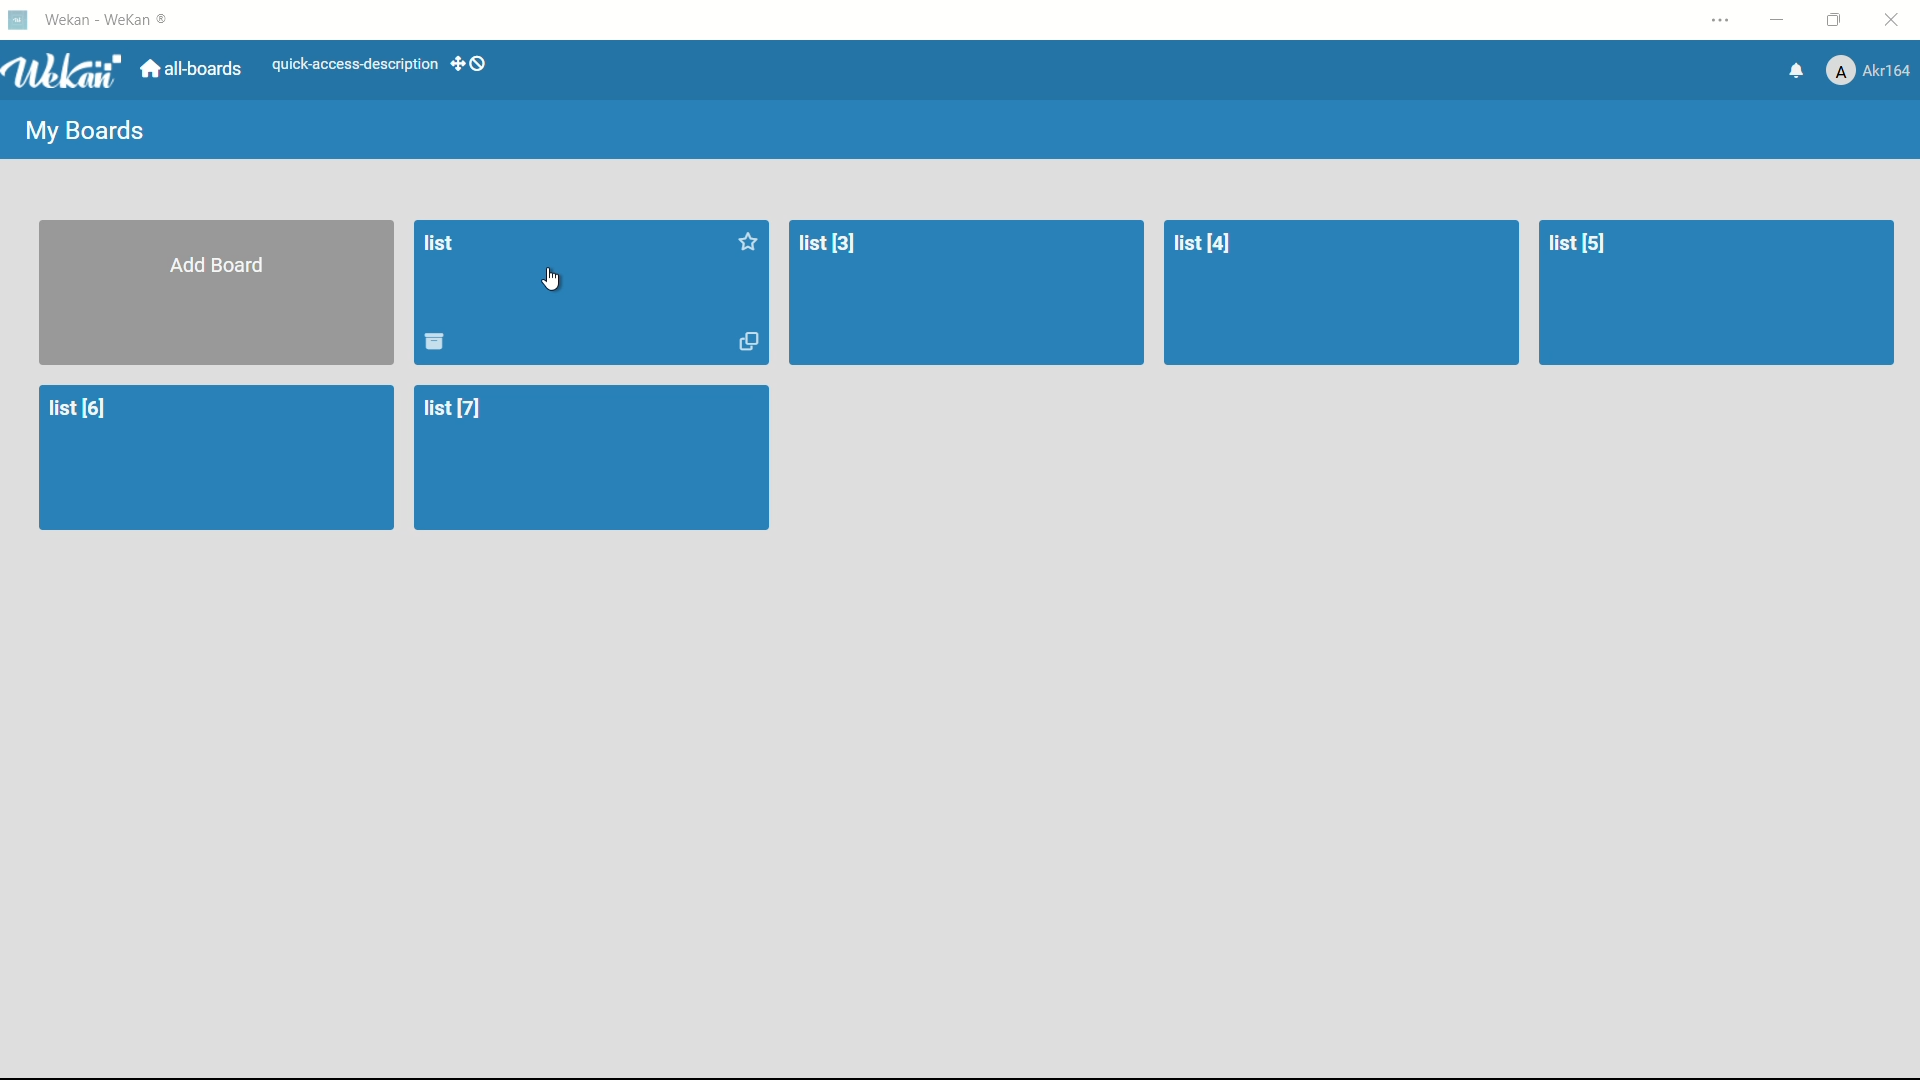 Wekan - WeKan ®
Wekan
all-boards
quick-access-description
A
Akr164
My Boards
Add Board
list
list [3]
list [4]
list [5]
list [6]
list [7]